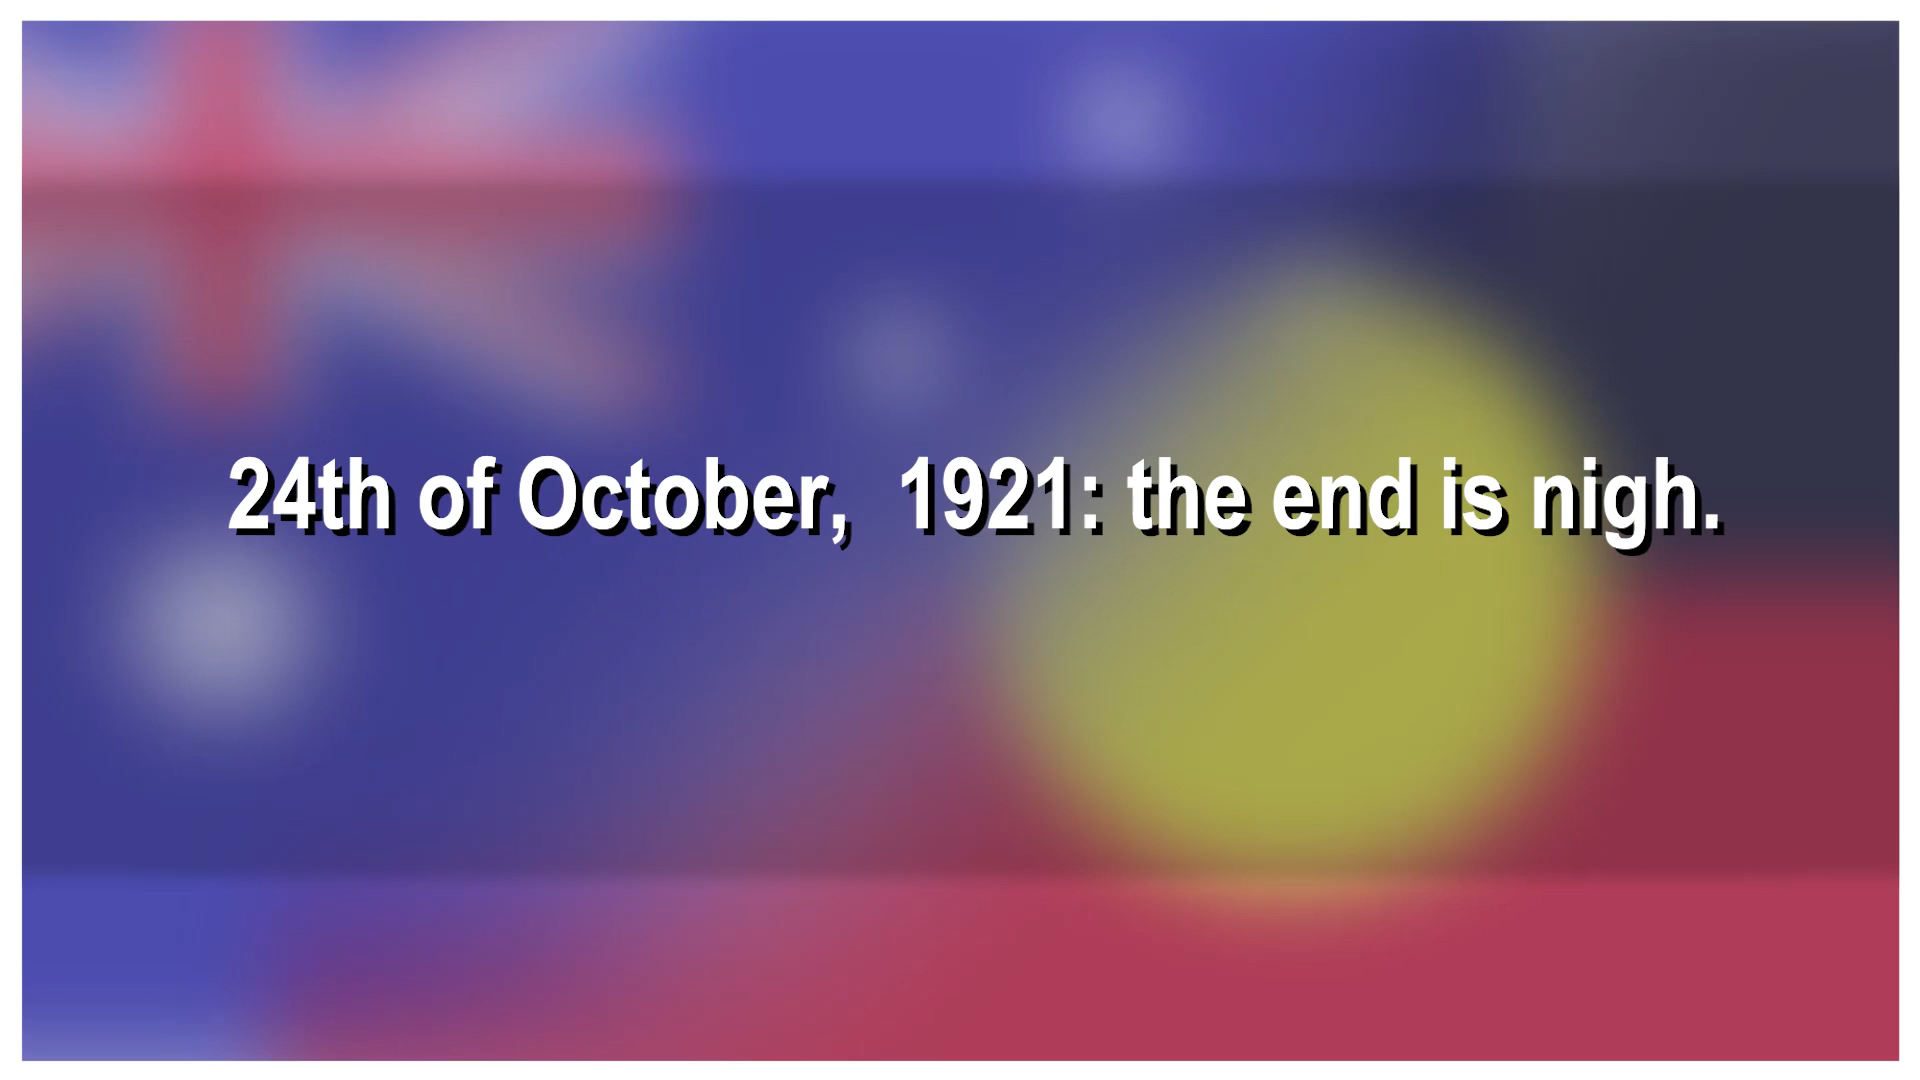 24th of October,  1921: the end is nigh.